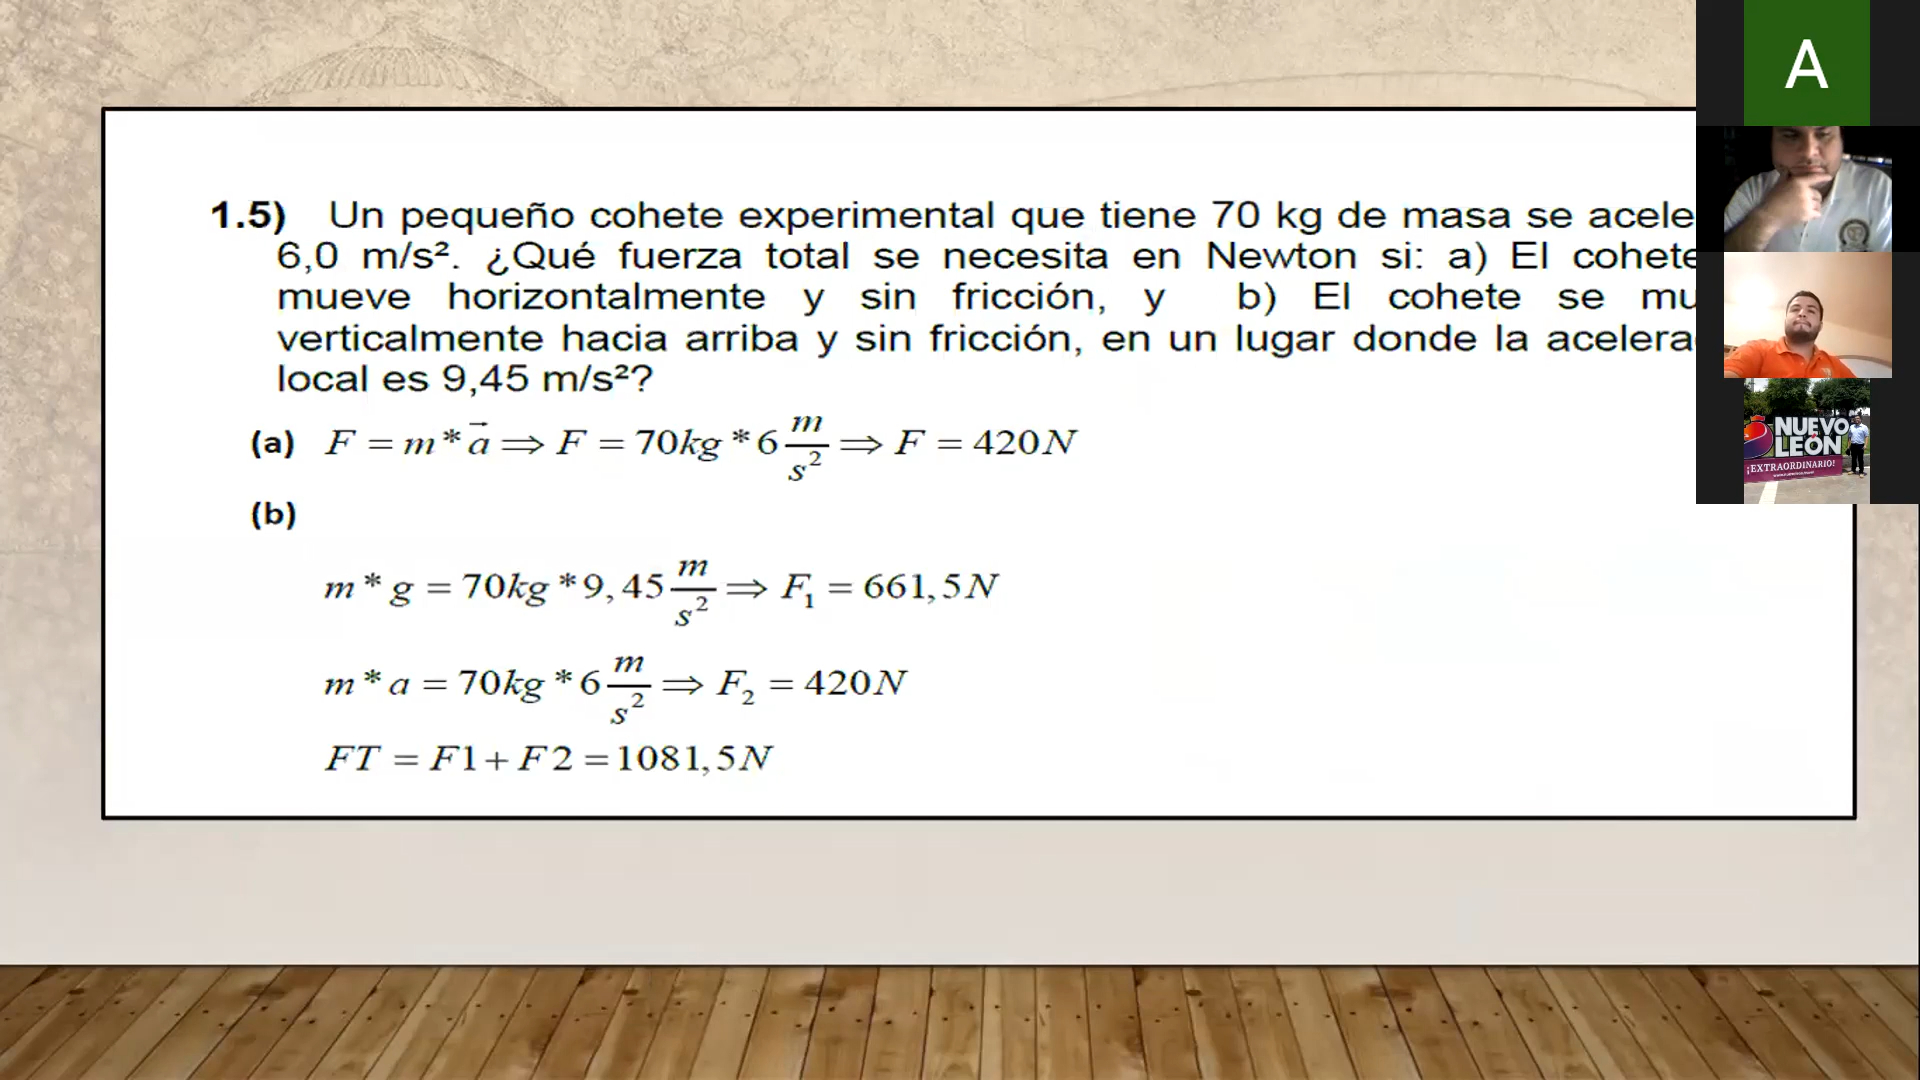 1.5) Un pequeño cohete experimental que tiene 70 kg de masa se acele
6,0 m/s². ¿Qué fuerza total se necesita en Newton si: a) El cohete
mueve horizontalmente y sin fricción, y b) El cohete se mu
verticalmente hacia arriba y sin fricción, en un lugar donde la acelera
local es 9,45 m/s²?
(a) F = m * a⃗ ⟹ F = 70kg * 6 m/s² ⟹ F = 420N
(b)
m * g = 70kg * 9,45 m/s² ⟹ F₁ = 661,5N
m * a = 70kg * 6 m/s² ⟹ F₂ = 420N
FT = F1 + F2 = 1081,5N
A
NUEVO
LEÓN
¡EXTRAORDINARIO!